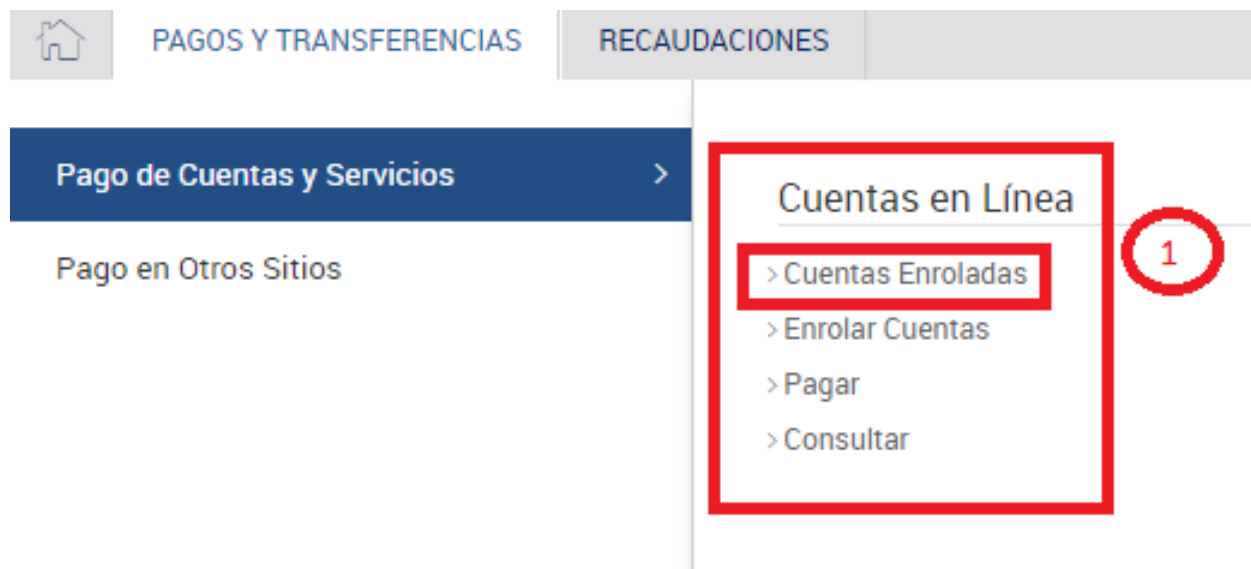 PAGOS Y TRANSFERENCIAS
RECAUDACIONES
Pago de Cuentas y Servicios
Pago en Otros Sitios
Cuentas en Línea
> Cuentas Enroladas
> Enrolar Cuentas
> Pagar
> Consultar
1